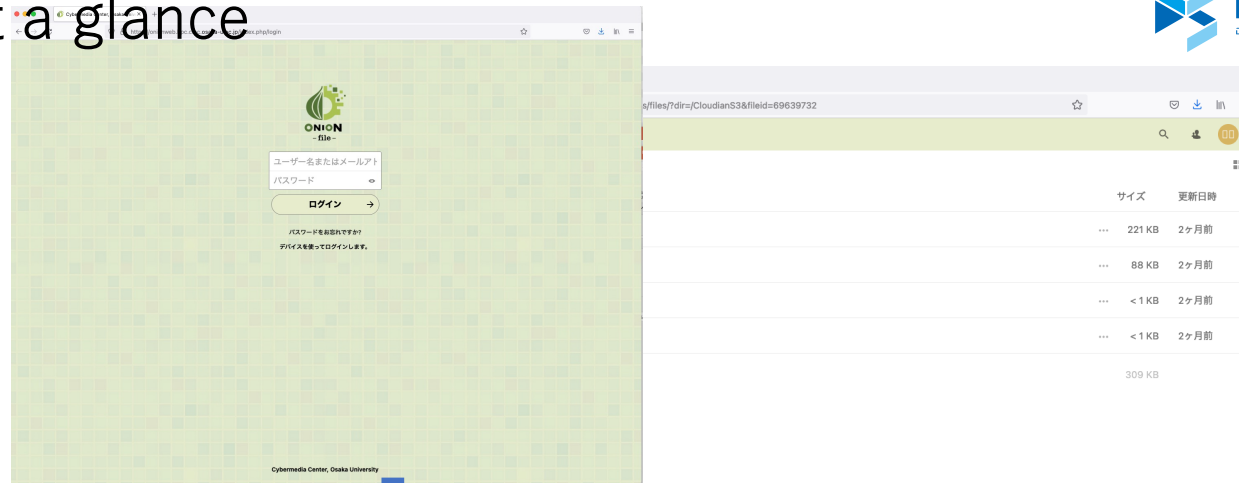 t a glance
s/files/?dir=/CloudianS3&fileid=69639732
ONION
- file -
ユーザー名またはメールアド
パスワード
ログイン →
パスワードをお忘れですか?
デバイスを使ってログインします。
Cybermedia Center, Osaka University
サイズ 更新日時
... 221 KB 2ヶ月前
... 88 KB 2ヶ月前
... < 1 KB 2ヶ月前
... < 1 KB 2ヶ月前
309 KB